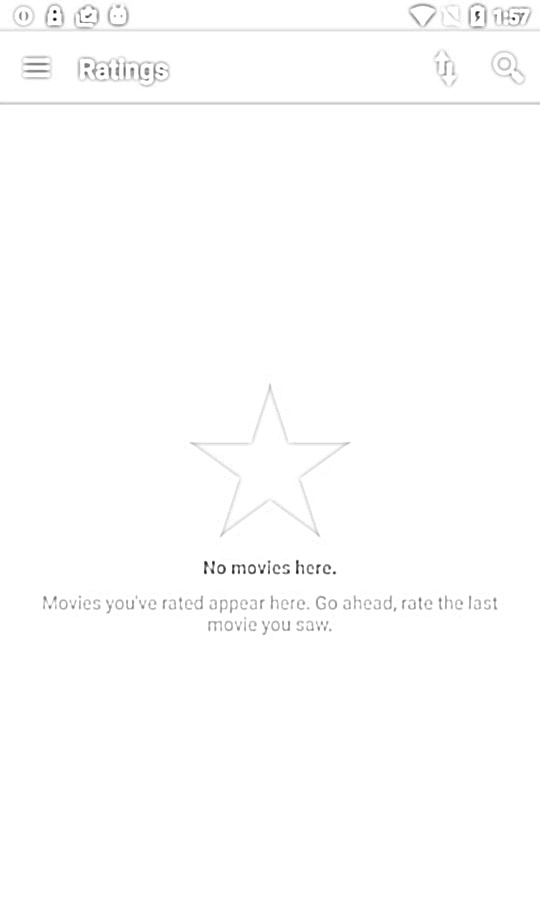 1:57
Ratings
No movies here.
Movies you've rated appear here. Go ahead, rate the last
movie you saw.